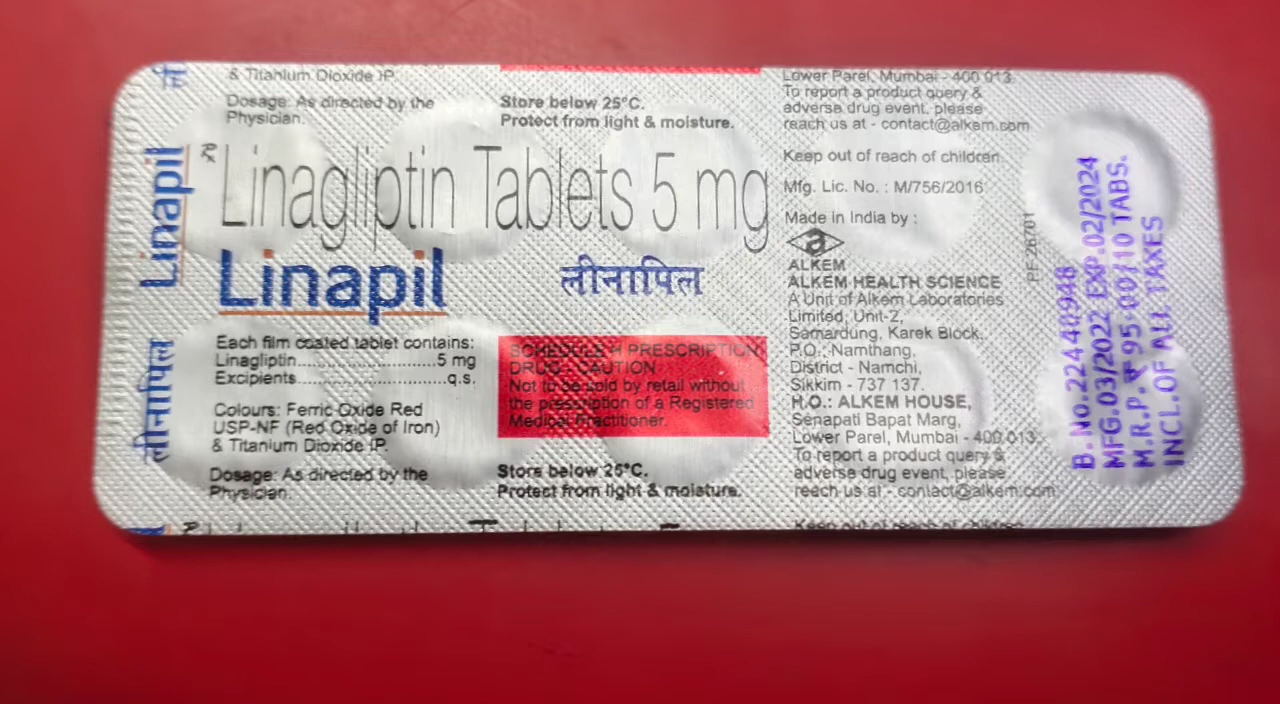 ली
Linapil
लीनापिल
& Titanium Dioxide IP.
Dosage: As directed by the
Physician.
Store below 25°C.
Protect from light & moisture.
Rx
Linagliptin Tablets 5 mg
Linapil
लीनापिल
Each film coated tablet contains:
Linagliptin..............................5 mg
Excipients..............................q.s.
Colours: Ferric Oxide Red
USP-NF (Red Oxide of Iron)
& Titanium Dioxide IP.
Dosage: As directed by the
Physician.
SCHEDULE H PRESCRIPTION
DRUG - CAUTION
Not to be sold by retail without
the prescription of a Registered
Medical Practitioner.
Store below 25°C.
Protect from light & moisture.
Lower Parel, Mumbai - 400 013.
To report a product query &
adverse drug event, please
reach us at - contact@alkem.com
Keep out of reach of children.
Mfg. Lic. No. : M/756/2016
Made in India by :
a
ALKEM
ALKEM HEALTH SCIENCE
A Unit of Alkem Laboratories
Limited, Unit-2,
Samardung, Karek Block,
P.O.: Namthang,
District - Namchi,
Sikkim - 737 137.
H.O.: ALKEM HOUSE,
Senapati Bapat Marg,
Lower Parel, Mumbai - 400 013.
To report a product query &
adverse drug event, please
reach us at - contact@alkem.com
Keep out of reach of children
PF 26701
B.No.22440948
MFG.03/2022 EXP.02/2024
M.R.P. ₹ 95.00/10 TABS.
INCL.OF ALL TAXES